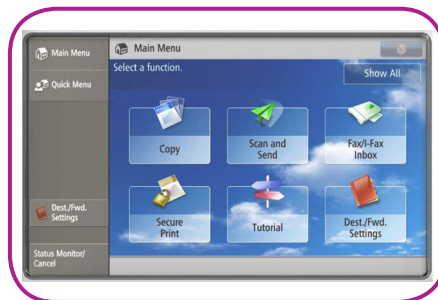 Main Menu
Quick Menu
Dest./Fwd.
Settings
Status Monitor/
Cancel
Main Menu
Select a function.
Show All
Copy
Scan and
Send
Fax/I-Fax
Inbox
Secure
Print
Tutorial
Dest./Fwd.
Settings